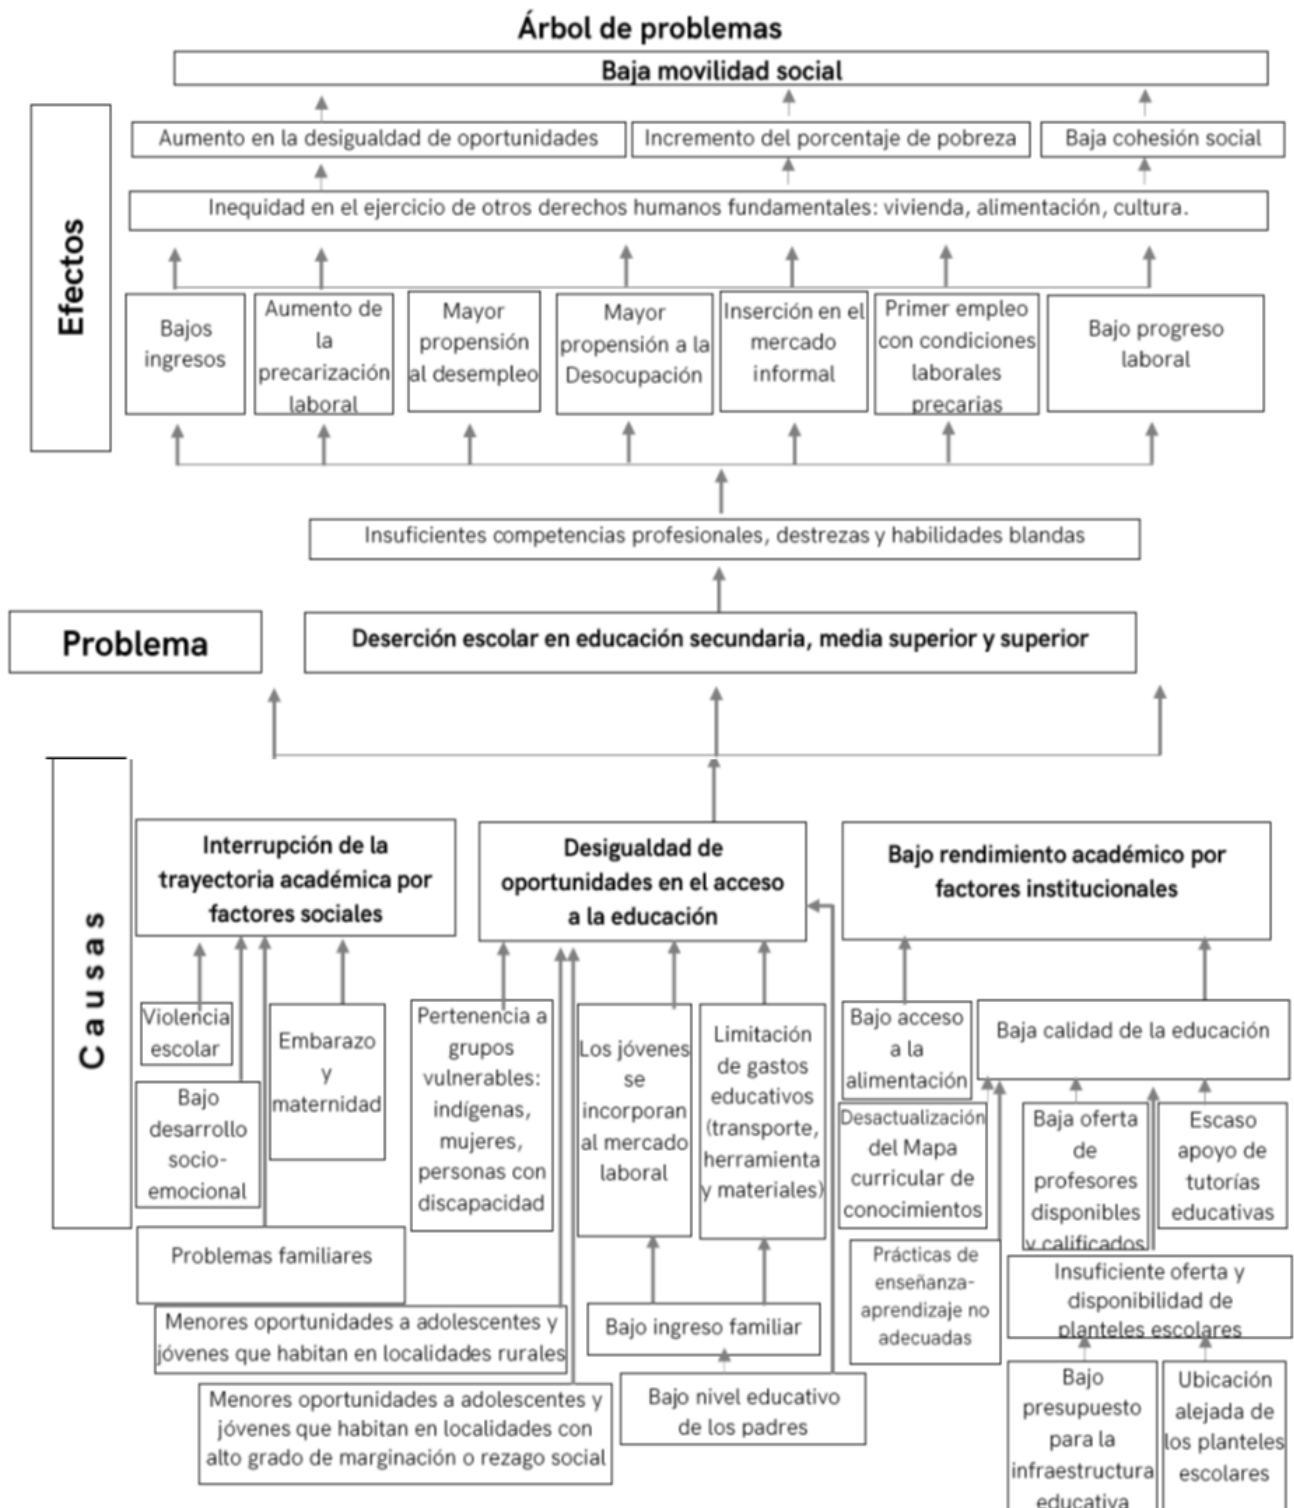 Árbol de problemas
Baja movilidad social
Efectos
Aumento en la desigualdad de oportunidades
Incremento del porcentaje de pobreza
Baja cohesión social
Inequidad en el ejercicio de otros derechos humanos fundamentales: vivienda, alimentación, cultura.
Bajos
ingresos
Aumento de
la
precarización
laboral
Mayor
propensión
al desempleo
Mayor
propensión a la
Desocupación
Inserción en el
mercado
informal
Primer empleo
con condiciones
laborales
precarias
Bajo progreso
laboral
Insuficientes competencias profesionales, destrezas y habilidades blandas
Problema
Deserción escolar en educación secundaria, media superior y superior
Causas
Interrupción de la
trayectoria académica por
factores sociales
Desigualdad de
oportunidades en el acceso
a la educación
Bajo rendimiento académico por
factores institucionales
Violencia
escolar
Bajo
desarrollo
socio-
emocional
Embarazo
y
maternidad
Problemas familiares
Pertenencia a
grupos
vulnerables:
indígenas,
mujeres,
personas con
discapacidad
Los jóvenes
se
incorporan
al mercado
laboral
Limitación
de gastos
educativos
(transporte,
herramienta
y materiales)
Menores oportunidades a adolescentes y
jóvenes que habitan en localidades rurales
Menores oportunidades a adolescentes y
jóvenes que habitan en localidades con
alto grado de marginación o rezago social
Bajo ingreso familiar
Bajo nivel educativo
de los padres
Bajo acceso
a la
alimentación
Baja calidad de la educación
Desactualización
del Mapa
curricular de
conocimientos
Baja oferta
de
profesores
disponibles
y calificados
Escaso
apoyo de
tutorías
educativas
Prácticas de
enseñanza-
aprendizaje no
adecuadas
Insuficiente oferta y
disponibilidad de
planteles escolares
Bajo
presupuesto
para la
infraestructura
educativa
Ubicación
alejada de
los planteles
escolares